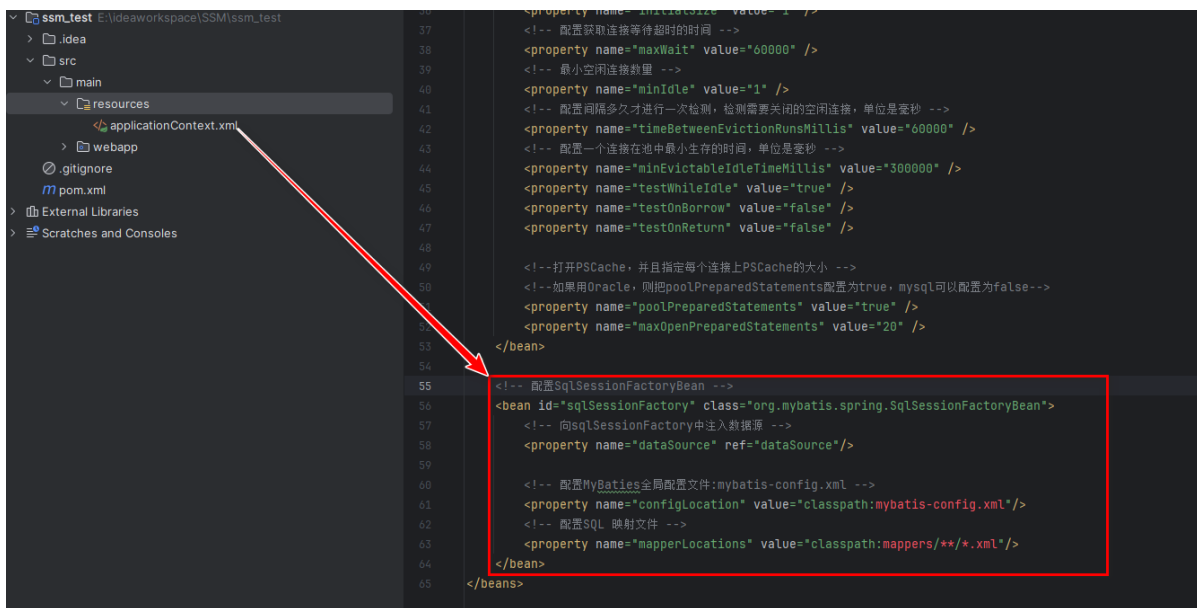 ssm_test E:\ideaworkspace\SSM\ssm_test
.idea
src
main
resources
applicationContext.xml
webapp
.gitignore
pom.xml
External Libraries
Scratches and Consoles
36 <property name="initialSize" value="1" />
37 <!-- 配置获取连接等待超时的时间 -->
38 <property name="maxWait" value="60000" />
39 <!-- 最小空闲连接数量 -->
40 <property name="minIdle" value="1" />
41 <!-- 配置间隔多久才进行一次检测，检测需要关闭的空闲连接，单位是毫秒 -->
42 <property name="timeBetweenEvictionRunsMillis" value="60000" />
43 <!-- 配置一个连接在池中最小生存的时间，单位是毫秒 -->
44 <property name="minEvictableIdleTimeMillis" value="300000" />
45 <property name="testWhileIdle" value="true" />
46 <property name="testOnBorrow" value="false" />
47 <property name="testOnReturn" value="false" />
48
49 <!--打开PSCache，并且指定每个连接上PSCache的大小 -->
50 <!--如果用Oracle，则把poolPreparedStatements配置为true，mysql可以配置为false-->
51 <property name="poolPreparedStatements" value="true" />
52 <property name="maxOpenPreparedStatements" value="20" />
53 </bean>
54
55 <!-- 配置SqlSessionFactoryBean -->
56 <bean id="sqlSessionFactory" class="org.mybatis.spring.SqlSessionFactoryBean">
57 <!-- 向sqlSessionFactory中注入数据源 -->
58 <property name="dataSource" ref="dataSource"/>
59
60 <!-- 配置MyBaties全局配置文件:mybatis-config.xml -->
61 <property name="configLocation" value="classpath:mybatis-config.xml"/>
62 <!-- 配置SQL 映射文件 -->
63 <property name="mapperLocations" value="classpath:mappers/**/*.xml"/>
64 </bean>
65 </beans>